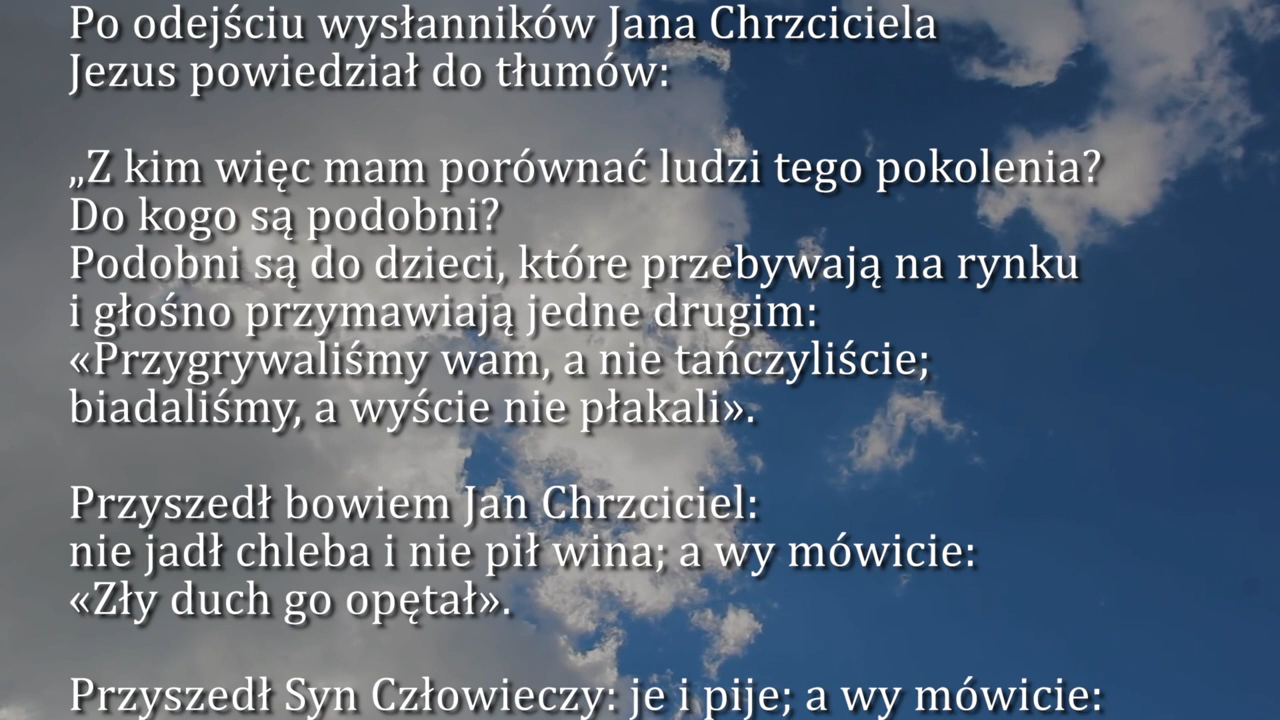 Po odejściu wysłanników Jana Chrzciciela
Jezus powiedział do tłumów:
„Z kim więc mam porównać ludzi tego pokolenia?
Do kogo są podobni?
Podobni są do dzieci, które przebywają na rynku
i głośno przymawiają jedne drugim:
«Przygrywaliśmy wam, a nie tańczyliście;
biadaliśmy, a wyście nie płakali».
Przyszedł bowiem Jan Chrzciciel:
nie jadł chleba i nie pił wina; a wy mówicie:
«Zły duch go opętał».
Przyszedł Syn Człowieczy: je i pije; a wy mówicie: